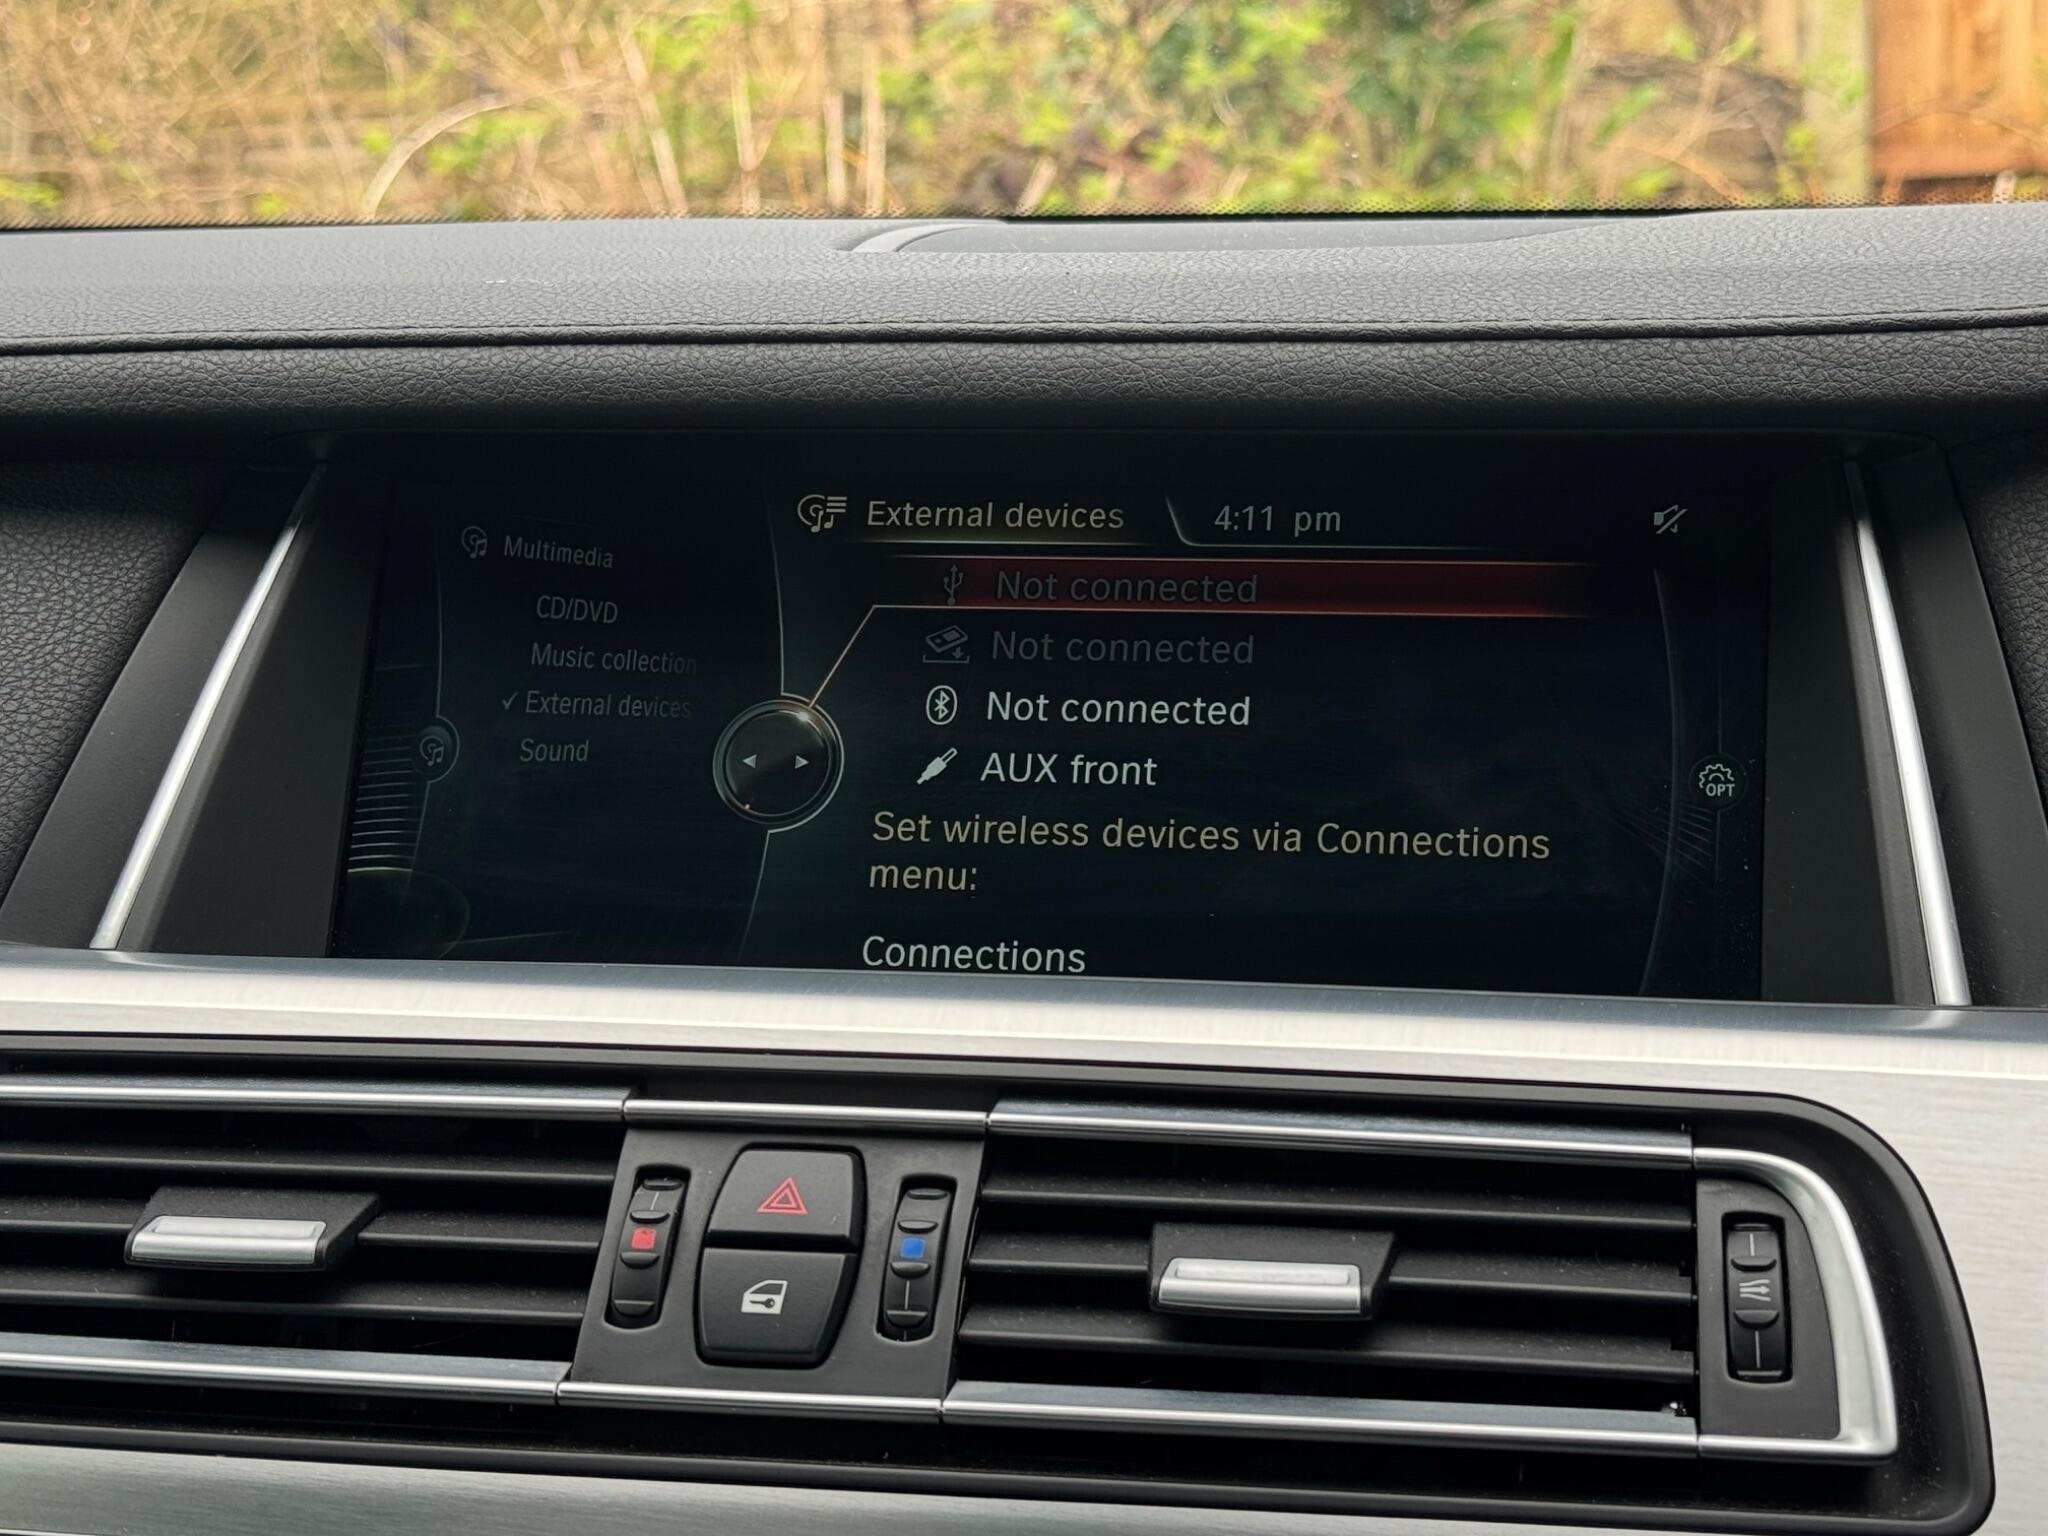 External devices
4:11 pm
Multimedia
CD/DVD
Music collection
✓ External devices
Sound
Not connected
Not connected
Not connected
AUX front
Set wireless devices via Connections
menu:
Connections
OPT